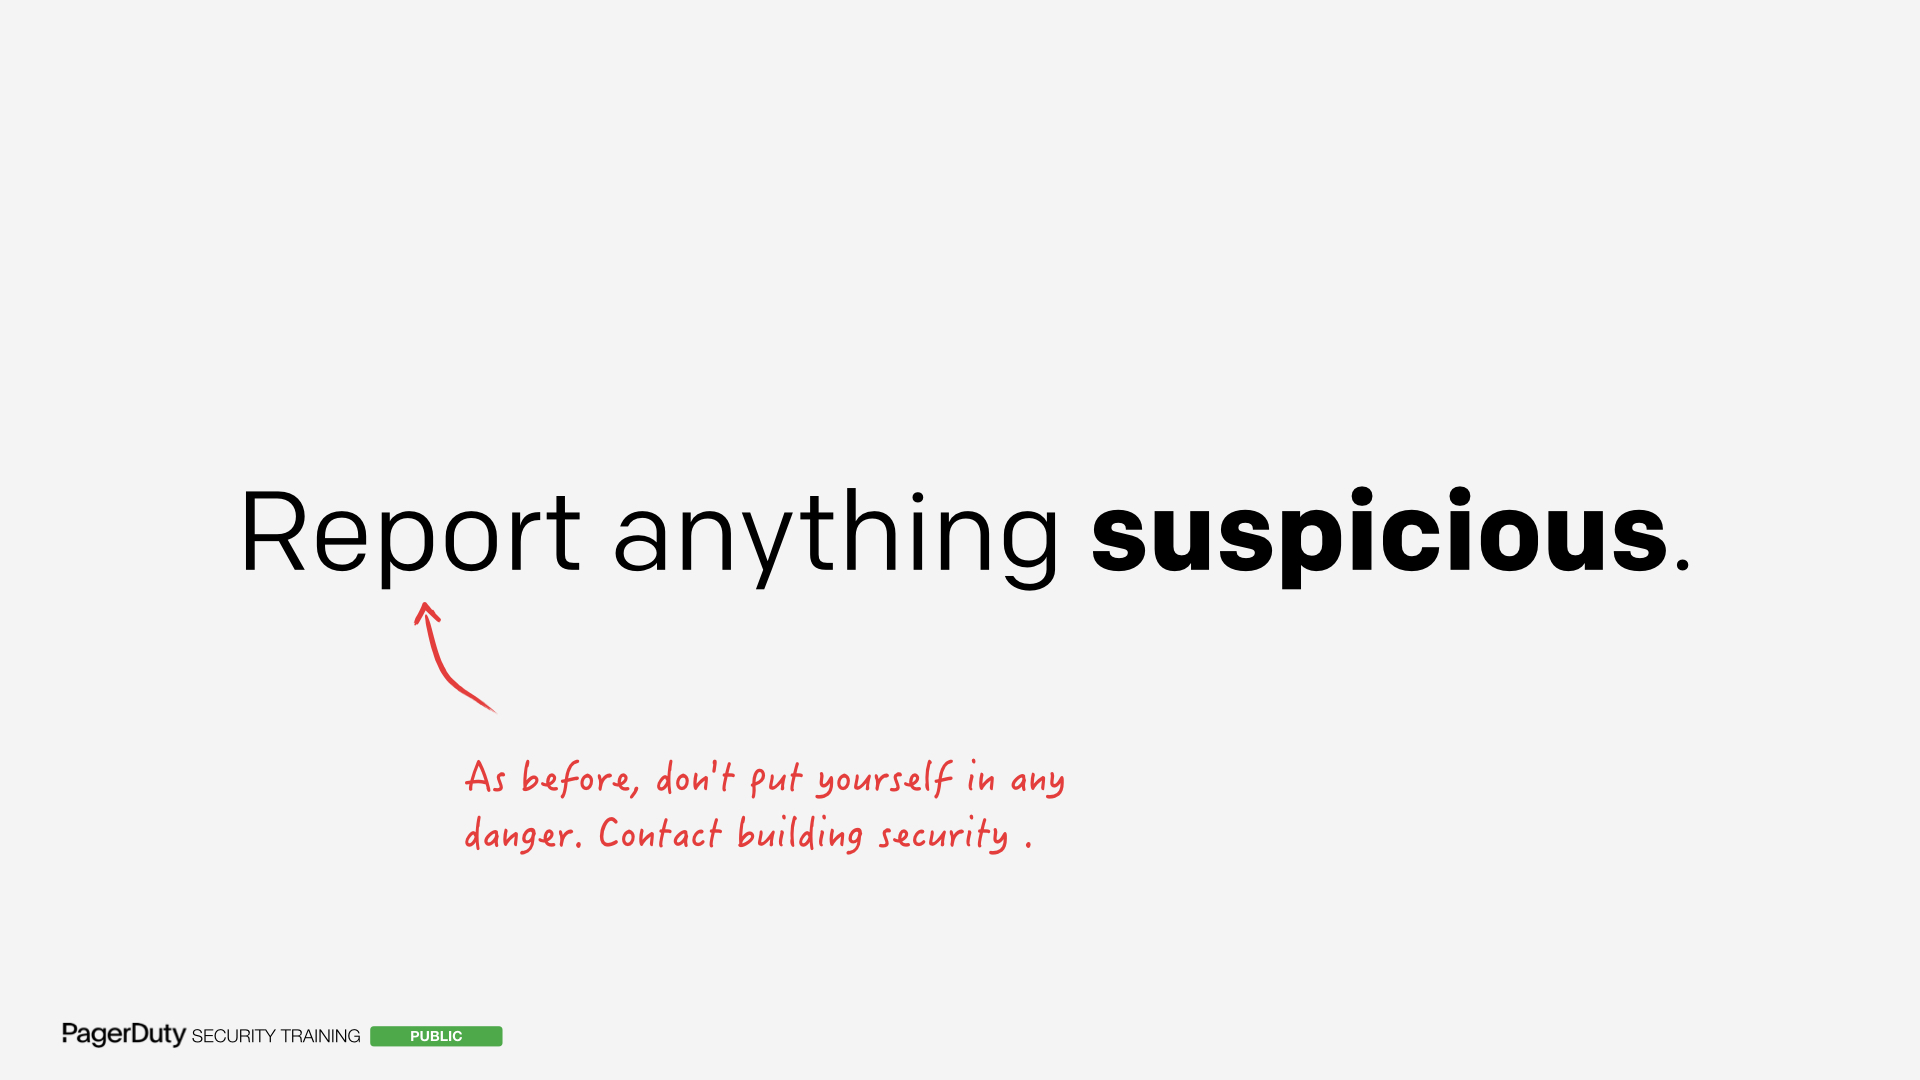 Report anything suspicious.
As before, don't put yourself in any
danger. Contact building security .
PagerDuty SECURITY TRAINING PUBLIC